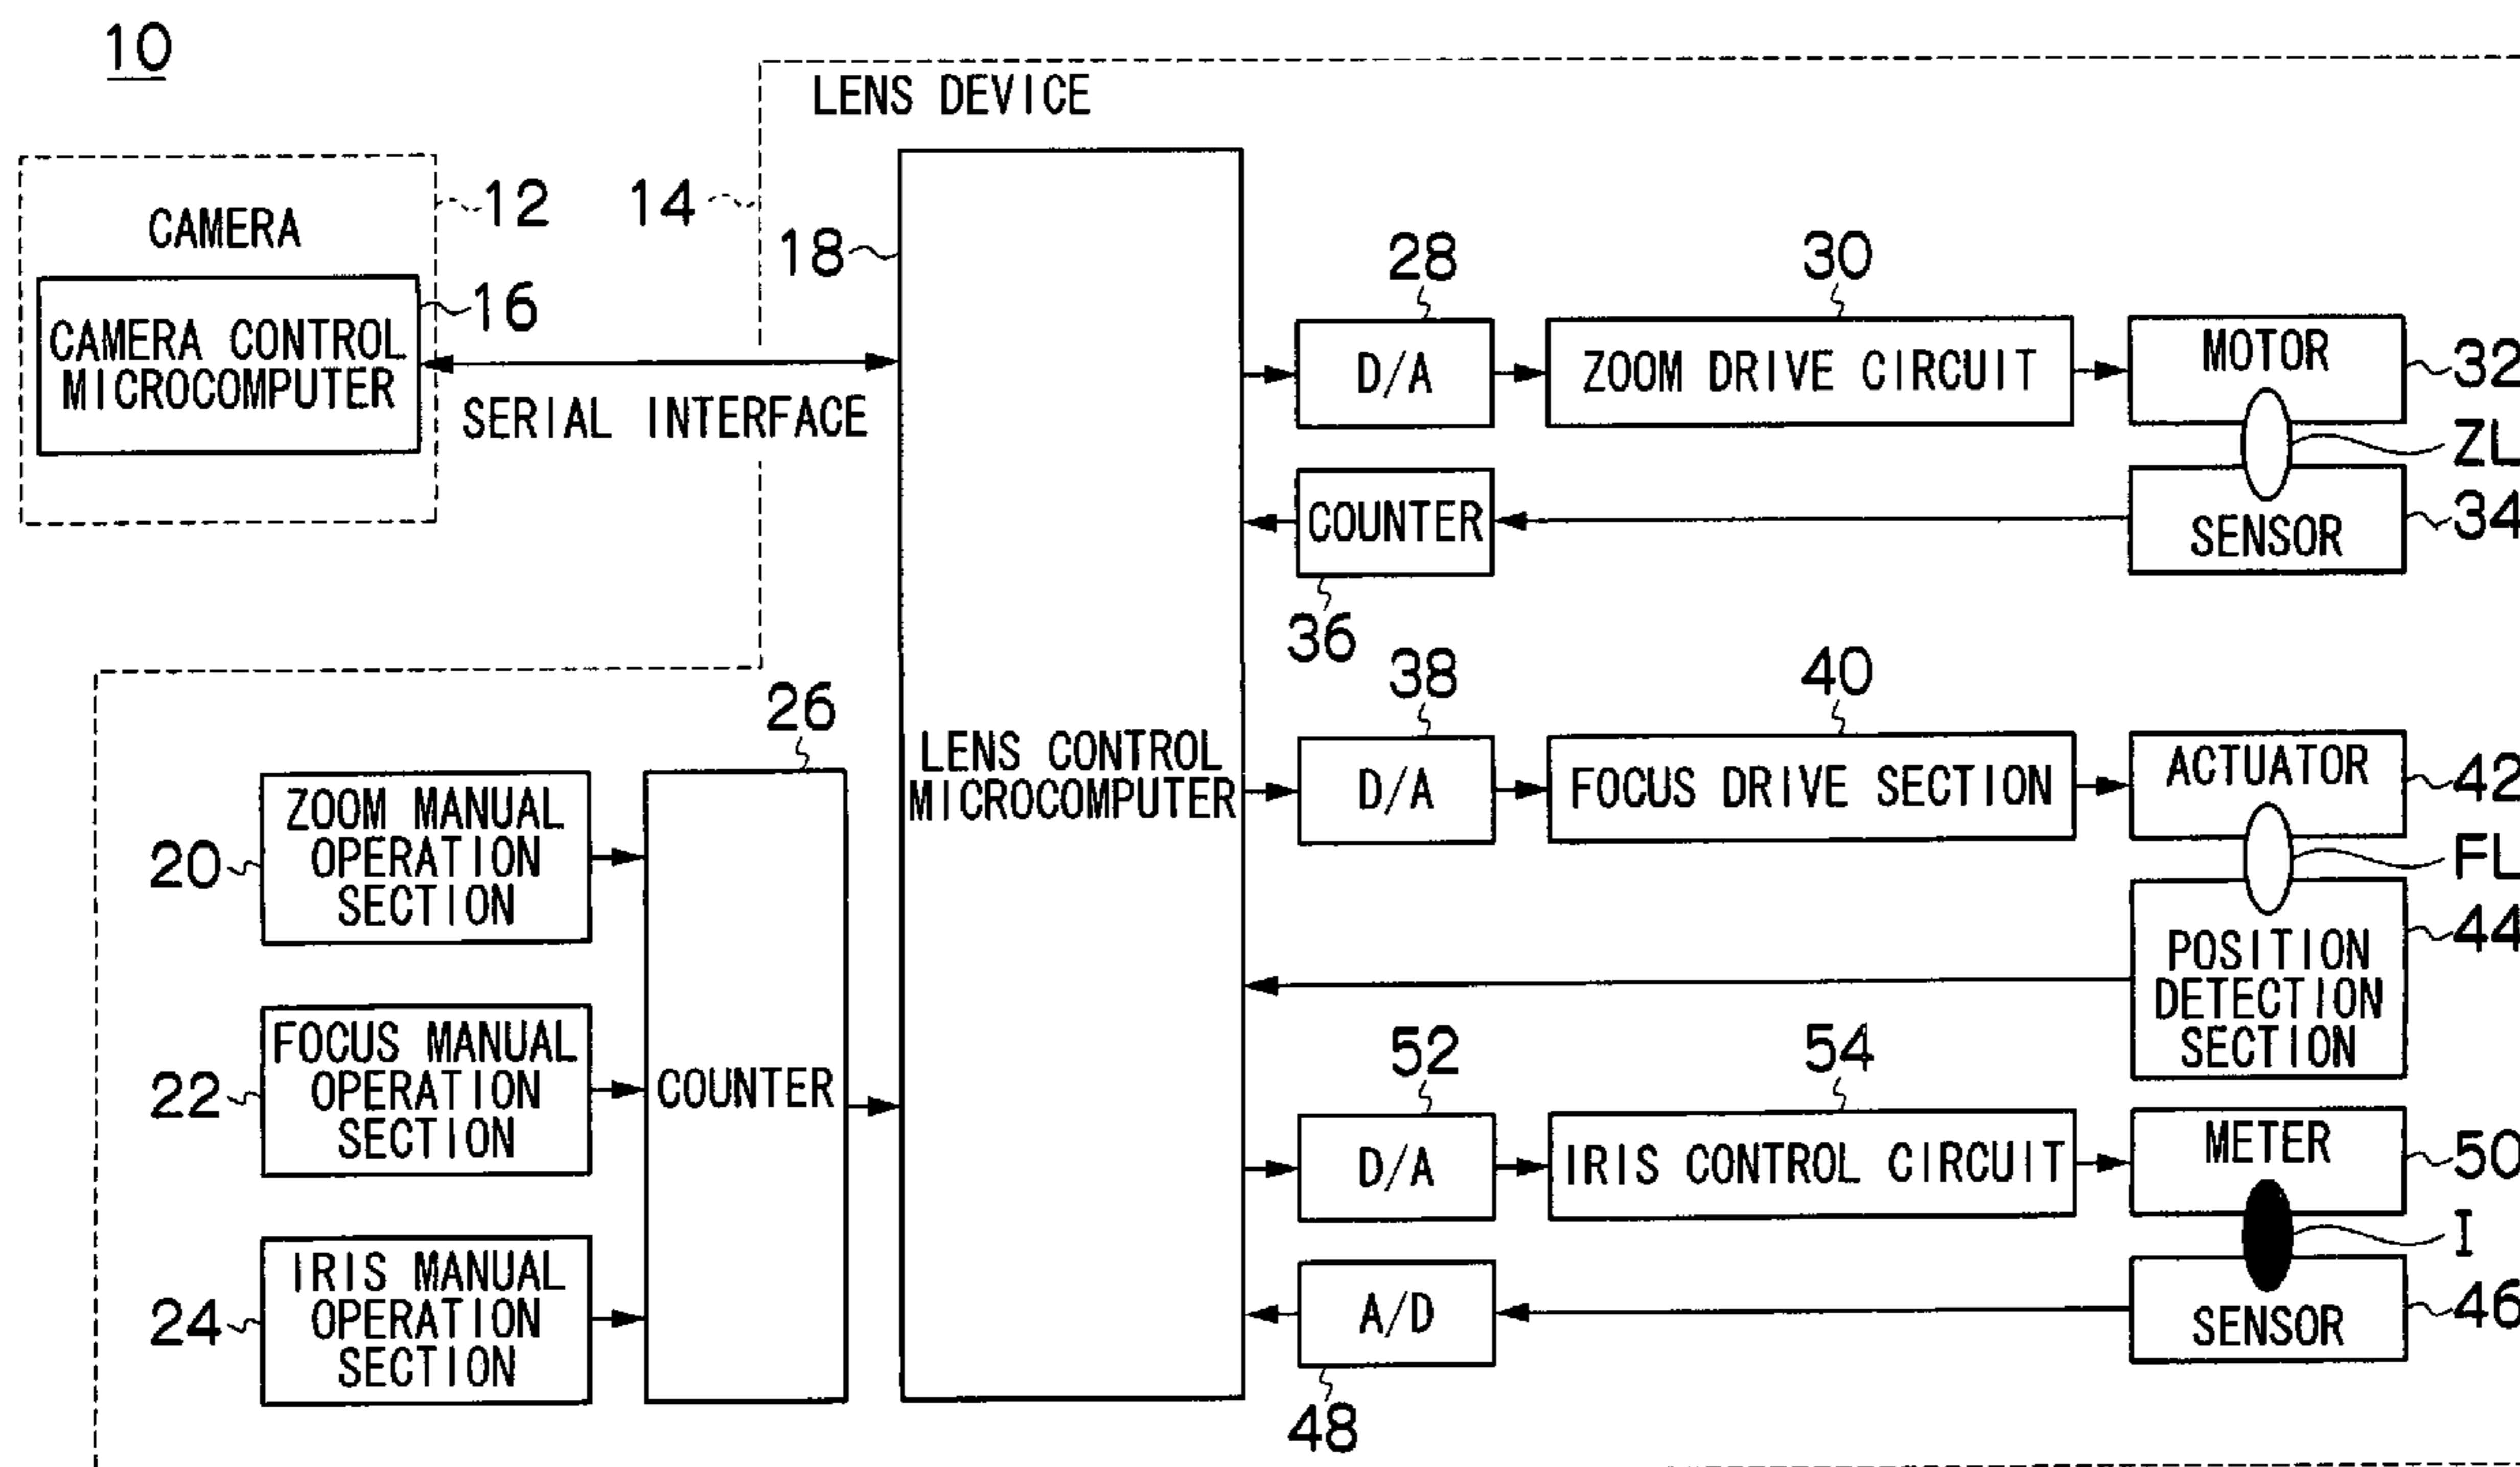 10
LENS DEVICE
12
14
CAMERA
18
28
30
16
CAMERA CONTROL
MICROCOMPUTER
D/A
ZOOM DRIVE CIRCUIT
MOTOR
32
SERIAL INTERFACE
ZL
COUNTER
SENSOR
34
36
38
40
26
LENS CONTROL
MICROCOMPUTER
D/A
FOCUS DRIVE SECTION
ACTUATOR
42
ZOOM MANUAL
OPERATION
SECTION
20
FL
44
POSITION
DETECTION
SECTION
FOCUS MANUAL
OPERATION
SECTION
22
COUNTER
52
54
D/A
IRIS CONTROL CIRCUIT
METER
50
I
IRIS MANUAL
OPERATION
SECTION
24
A/D
SENSOR
46
48